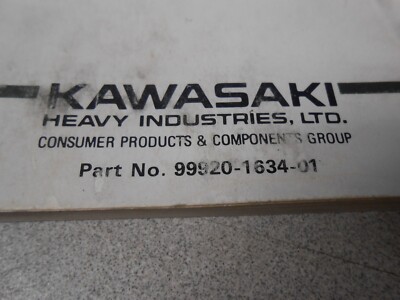 KAWASAKI
HEAVY INDUSTRIES, LTD.
CONSUMER PRODUCTS & COMPONENTS GROUP
Part No. 99920-1634-01